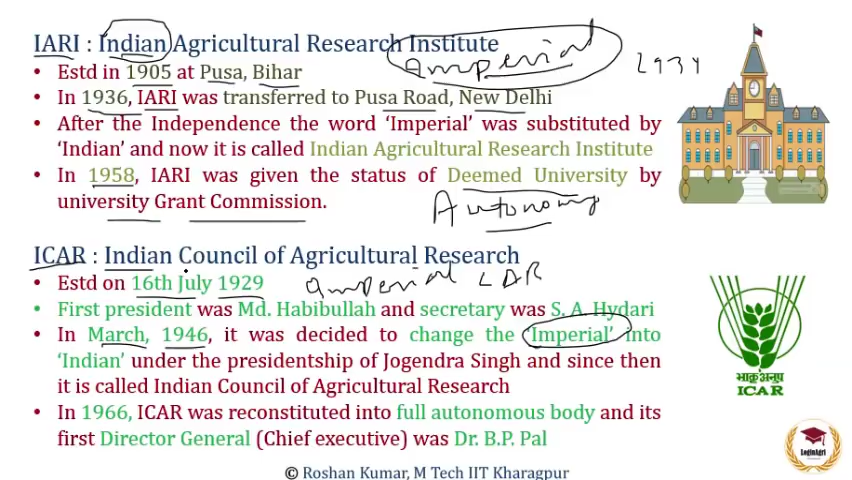 IARI : Indian Agricultural Research Institute
Imperial
1934
• Estd in 1905 at Pusa, Bihar
• In 1936, IARI was transferred to Pusa Road, New Delhi
• After the Independence the word ‘Imperial’ was substituted by
‘Indian’ and now it is called Indian Agricultural Research Institute
• In 1958, IARI was given the status of Deemed University by
university Grant Commission.
Autonomy
ICAR : Indian Council of Agricultural Research
• Estd on 16th July 1929
Imperial
• First president was Md. Habibullah and secretary was S. A. Hydari
• In March, 1946, it was decided to change the ‘Imperial’ into
‘Indian’ under the presidentship of Jogendra Singh and since then
it is called Indian Council of Agricultural Research
• In 1966, ICAR was reconstituted into full autonomous body and its
first Director General (Chief executive) was Dr. B.P. Pal
भाकृअनुप
ICAR
LoginAgri
© Roshan Kumar, M Tech IIT Kharagpur